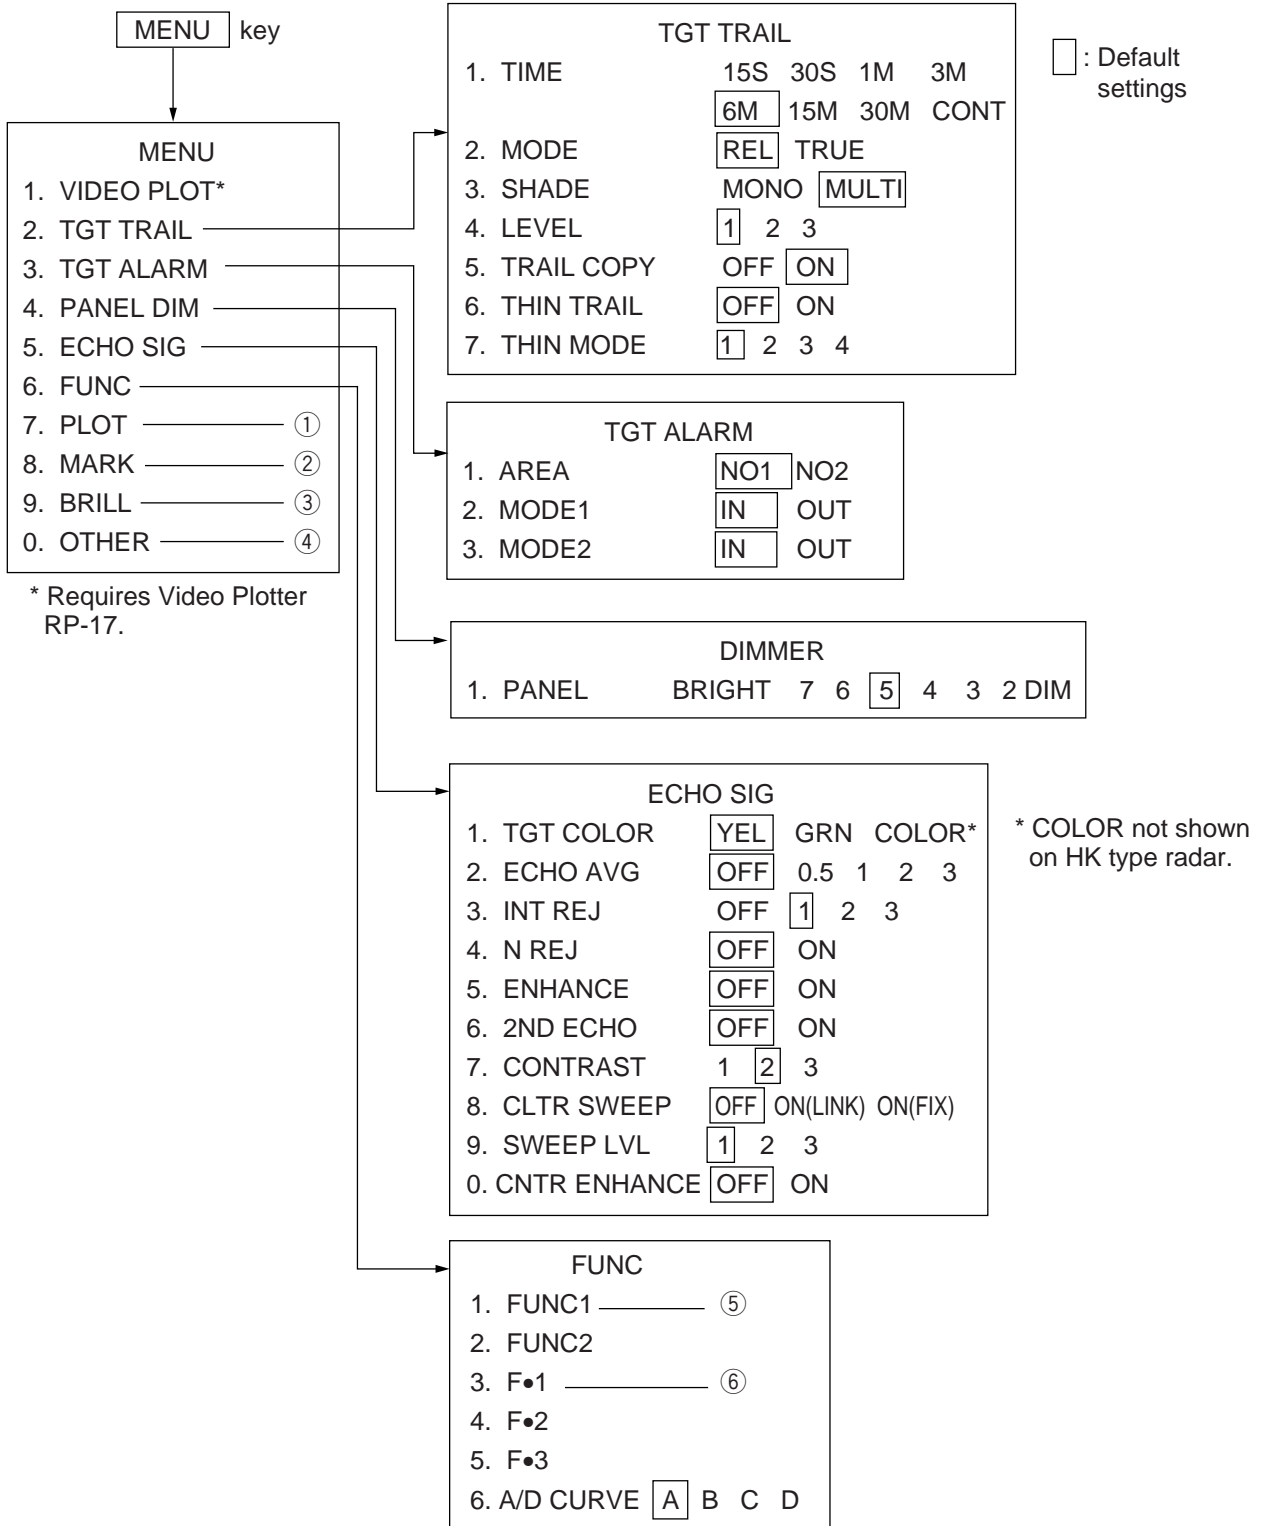 MENU key
MENU
1. VIDEO PLOT*
2. TGT TRAIL
3. TGT ALARM
4. PANEL DIM
5. ECHO SIG
6. FUNC
7. PLOT ①
8. MARK ②
9. BRILL ③
0. OTHER ④
* Requires Video Plotter
RP-17.
TGT TRAIL
1. TIME 15S 30S 1M 3M
6M 15M 30M CONT
2. MODE REL TRUE
3. SHADE MONO MULTI
4. LEVEL 1 2 3
5. TRAIL COPY OFF ON
6. THIN TRAIL OFF ON
7. THIN MODE 1 2 3 4
: Default
settings
TGT ALARM
1. AREA NO1 NO2
2. MODE1 IN OUT
3. MODE2 IN OUT
DIMMER
1. PANEL BRIGHT 7 6 5 4 3 2 DIM
ECHO SIG
1. TGT COLOR YEL GRN COLOR*
2. ECHO AVG OFF 0.5 1 2 3
3. INT REJ OFF 1 2 3
4. N REJ OFF ON
5. ENHANCE OFF ON
6. 2ND ECHO OFF ON
7. CONTRAST 1 2 3
8. CLTR SWEEP OFF ON(LINK) ON(FIX)
9. SWEEP LVL 1 2 3
0. CNTR ENHANCE OFF ON
* COLOR not shown
on HK type radar.
FUNC
1. FUNC1 ⑤
2. FUNC2
3. F•1 ⑥
4. F•2
5. F•3
6. A/D CURVE A B C D